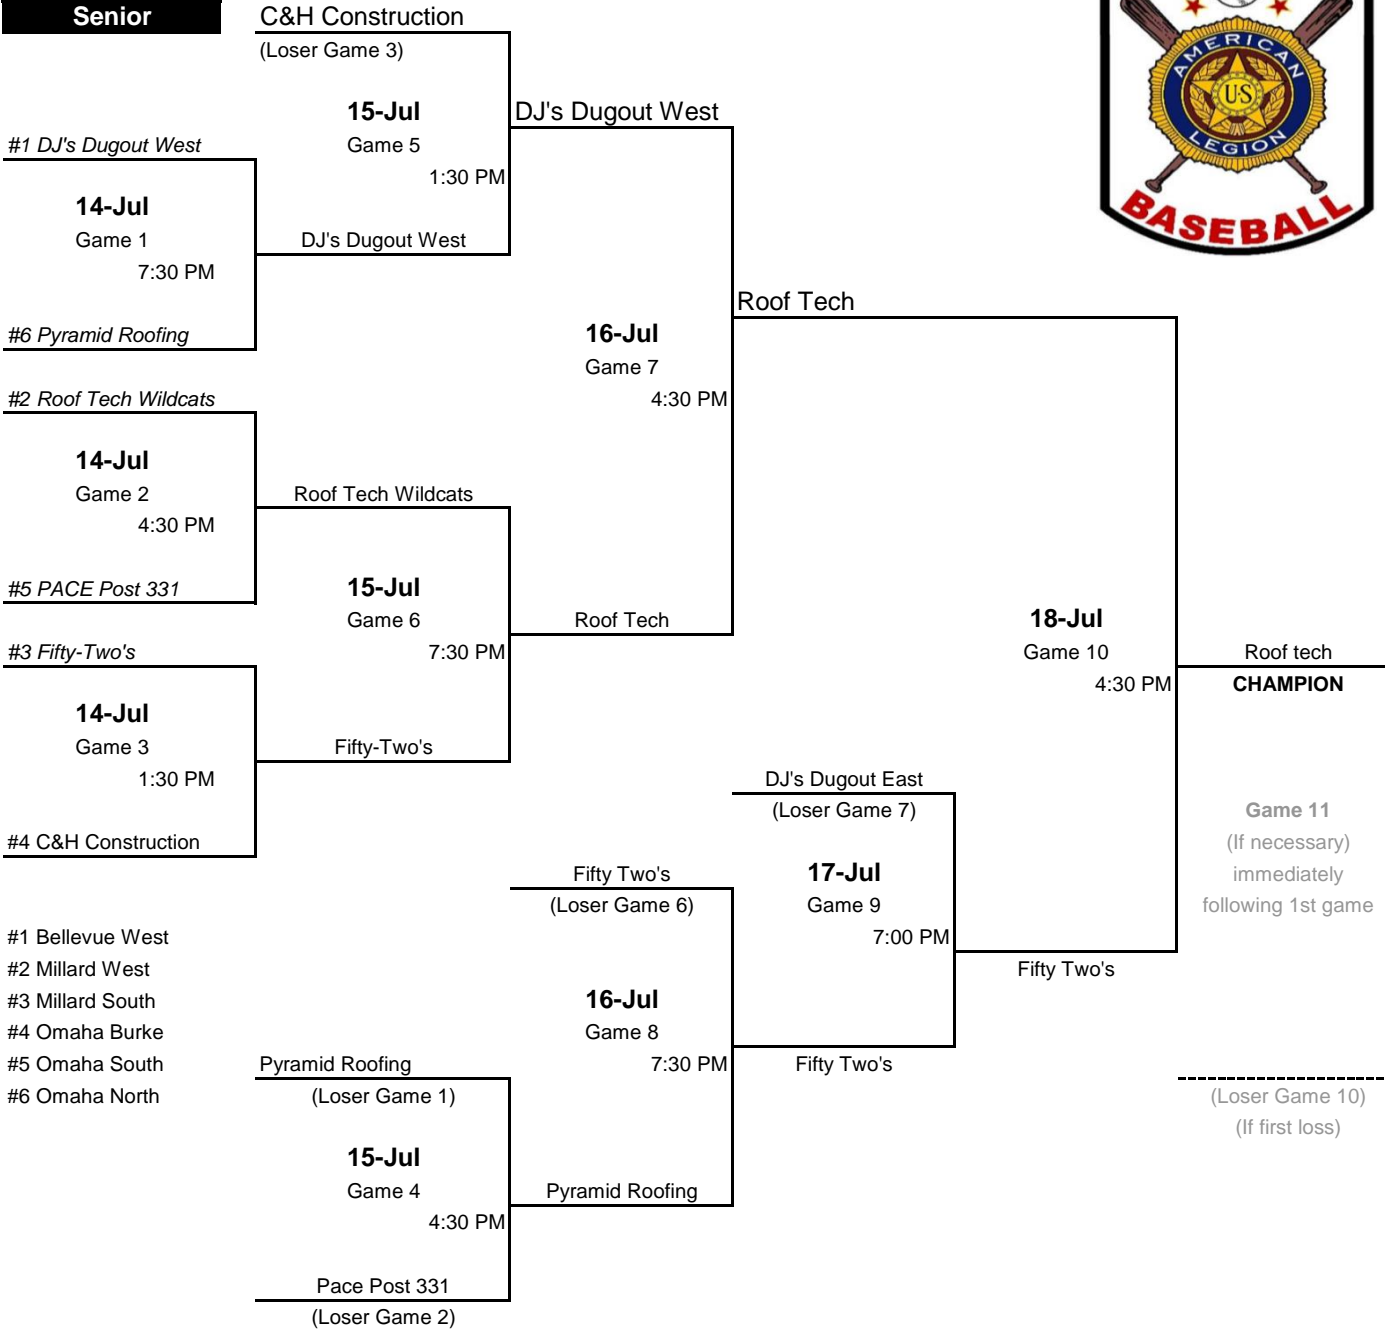 Senior
C&H Construction
(Loser Game 3)
AMERICAN
U.S
LEGION
BASEBALL
15-Jul
DJ's Dugout West
#1 DJ's Dugout West
Game 5
1:30 PM
14-Jul
Game 1
DJ's Dugout West
7:30 PM
Roof Tech
#6 Pyramid Roofing
16-Jul
Game 7
#2 Roof Tech Wildcats
4:30 PM
14-Jul
Game 2
Roof Tech Wildcats
4:30 PM
#5 PACE Post 331
15-Jul
Game 6
Roof Tech
18-Jul
#3 Fifty-Two's
7:30 PM
Game 10
Roof tech
4:30 PM
CHAMPION
14-Jul
Game 3
Fifty-Two's
1:30 PM
DJ's Dugout East
(Loser Game 7)
Game 11
#4 C&H Construction
(If necessary)
Fifty Two's
17-Jul
immediately
(Loser Game 6)
Game 9
following 1st game
#1 Bellevue West
7:00 PM
#2 Millard West
Fifty Two's
#3 Millard South
16-Jul
#4 Omaha Burke
Game 8
#5 Omaha South
Pyramid Roofing
7:30 PM
Fifty Two's
#6 Omaha North
(Loser Game 1)
(Loser Game 10)
(If first loss)
15-Jul
Game 4
Pyramid Roofing
4:30 PM
Pace Post 331
(Loser Game 2)